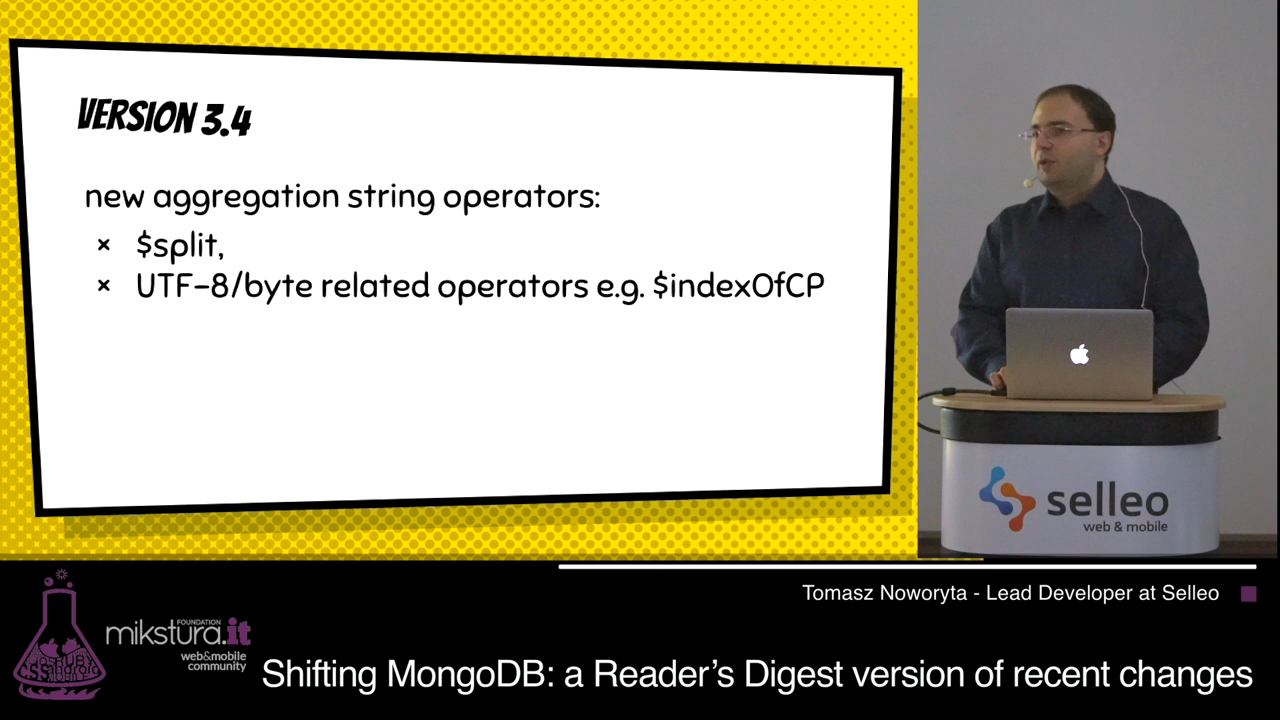 VERSION 3.4
new aggregation string operators:
× $split,
× UTF-8/byte related operators e.g. $indexOfCP
selleo
web & mobile
Tomasz Noworyta - Lead Developer at Selleo
FOUNDATION
mikstura.it
web&mobile
community
Shifting MongoDB: a Reader's Digest version of recent changes